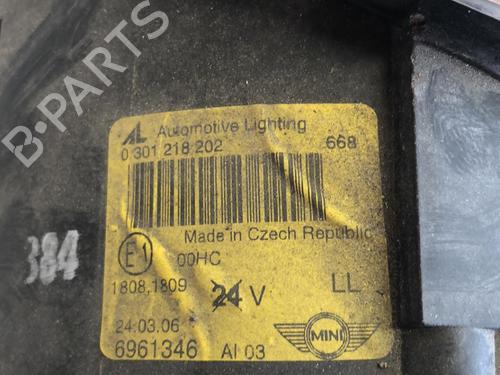 B-PARTS
Automotive Lighting
0 301 218 202 668
Made in Czech Republic
E1 00HC
384
1808,1809 24 V LL
24.03.06
6961346 AI 03
MINI